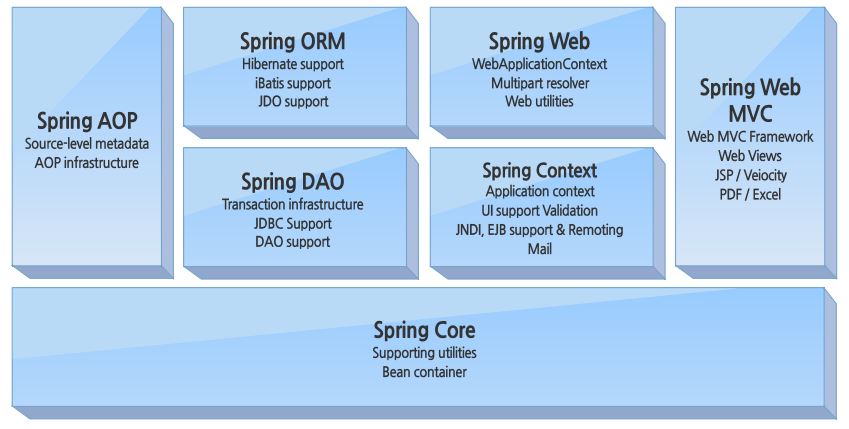 Spring AOP
Source-level metadata
AOP infrastructure
Spring ORM
Hibernate support
iBatis support
JDO support
Spring Web
WebApplicationContext
Multipart resolver
Web utilities
Spring Web
MVC
Web MVC Framework
Web Views
JSP / Veiocity
PDF / Excel
Spring DAO
Transaction infrastructure
JDBC Support
DAO support
Spring Context
Application context
UI support Validation
JNDI, EJB support & Remoting
Mail
Spring Core
Supporting utilities
Bean container